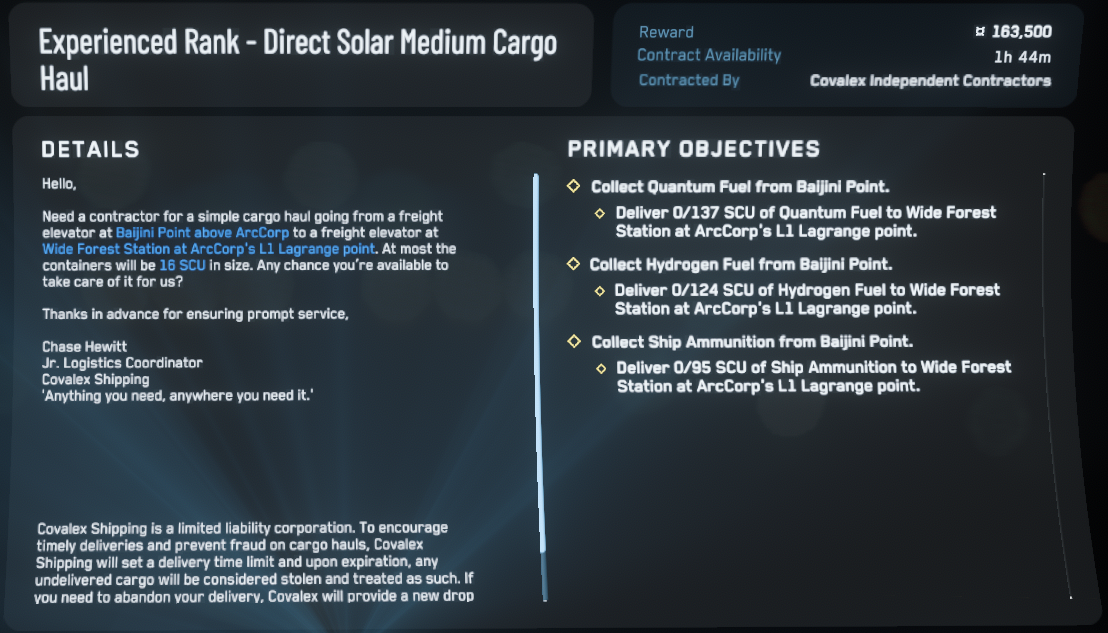 Experienced Rank - Direct Solar Medium Cargo
Haul
Reward ¤ 163,500
Contract Availability 1h 44m
Contracted By Covalex Independent Contractors
DETAILS
Hello,
Need a contractor for a simple cargo haul going from a freight
elevator at Baijini Point above ArcCorp to a freight elevator at
Wide Forest Station at ArcCorp's L1 Lagrange point. At most the
containers will be 16 SCU in size. Any chance you're available to
take care of it for us?
Thanks in advance for ensuring prompt service,
Chase Hewitt
Jr. Logistics Coordinator
Covalex Shipping
'Anything you need, anywhere you need it.'
Covalex Shipping is a limited liability corporation. To encourage
timely deliveries and prevent fraud on cargo hauls, Covalex
Shipping will set a delivery time limit and upon expiration, any
undelivered cargo will be considered stolen and treated as such. If
you need to abandon your delivery, Covalex will provide a new drop
PRIMARY OBJECTIVES
Collect Quantum Fuel from Baijini Point.
Deliver 0/137 SCU of Quantum Fuel to Wide Forest
Station at ArcCorp's L1 Lagrange point.
Collect Hydrogen Fuel from Baijini Point.
Deliver 0/124 SCU of Hydrogen Fuel to Wide Forest
Station at ArcCorp's L1 Lagrange point.
Collect Ship Ammunition from Baijini Point.
Deliver 0/95 SCU of Ship Ammunition to Wide Forest
Station at ArcCorp's L1 Lagrange point.